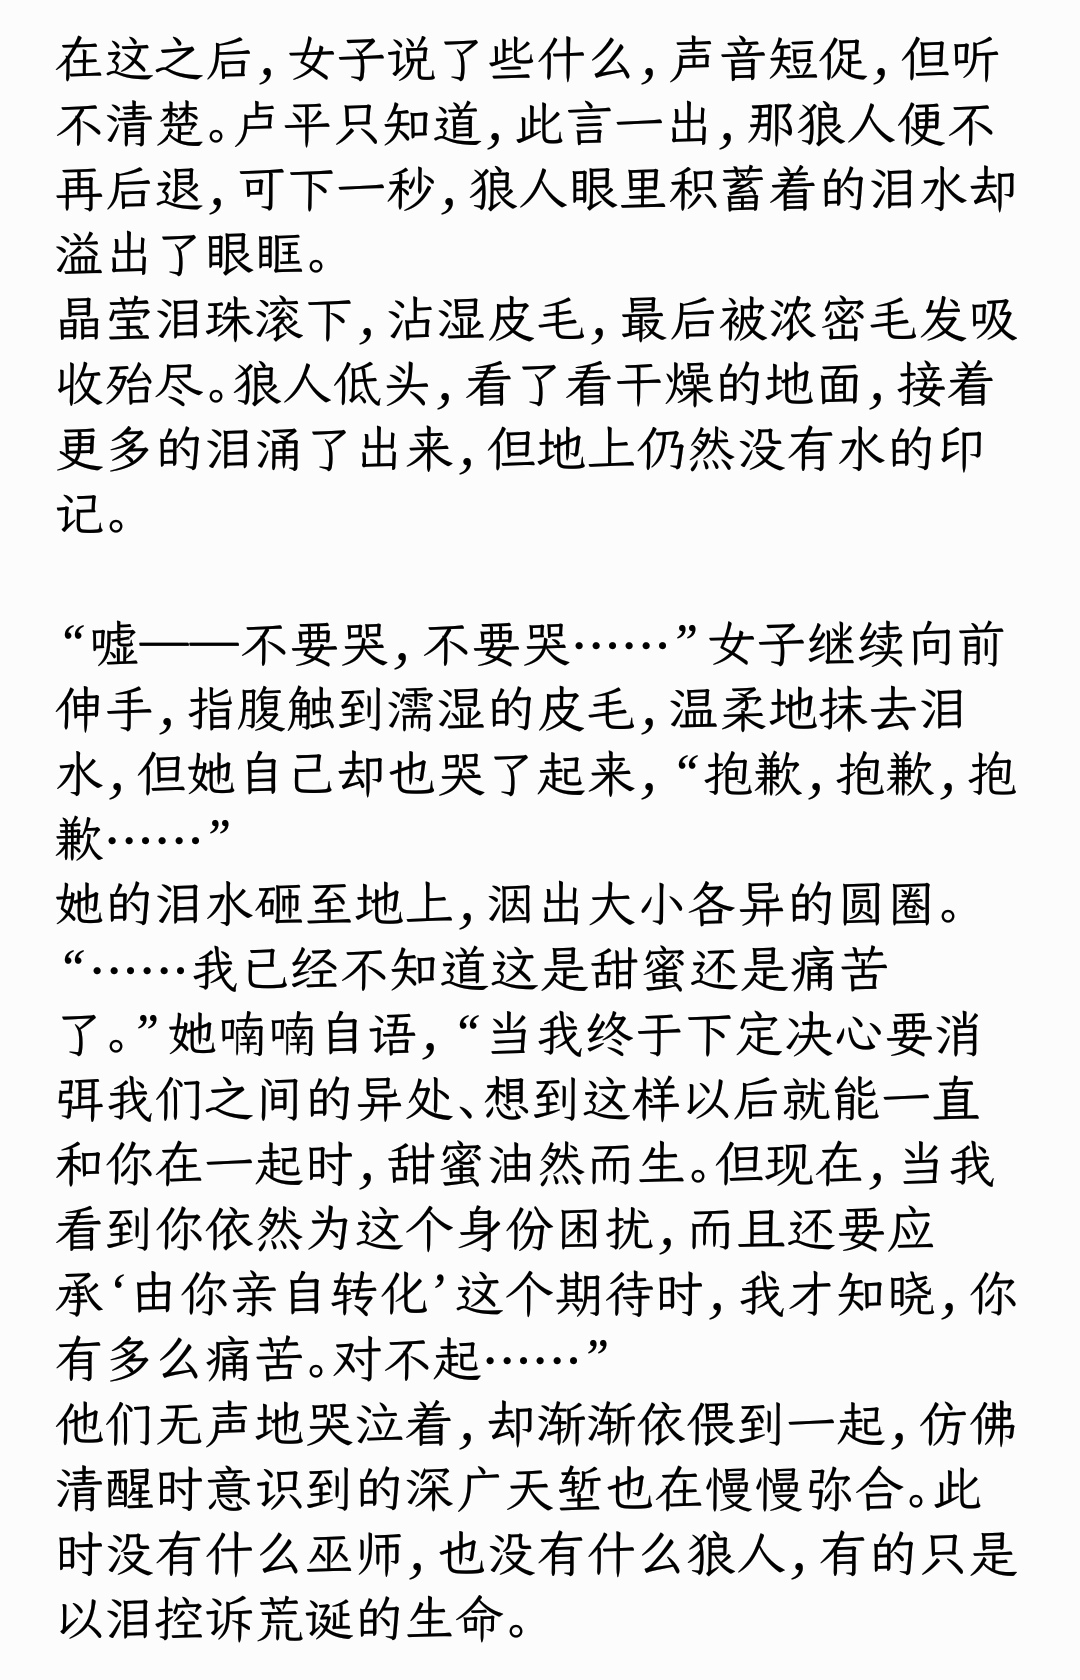 在这之后，女子说了些什么，声音短促，但听
不清楚。卢平只知道，此言一出，那狼人便不
再后退，可下一秒，狼人眼里积蓄着的泪水却
溢出了眼眶。
晶莹泪珠滚下，沾湿皮毛，最后被浓密毛发吸
收殆尽。狼人低头，看了看干燥的地面，接着
更多的泪涌了出来，但地上仍然没有水的印
记。
“嘘——不要哭，不要哭……”女子继续向前
伸手，指腹触到濡湿的皮毛，温柔地抹去泪
水，但她自己却也哭了起来，“抱歉，抱歉，抱
歉……”
她的泪水砸至地上，洇出大小各异的圆圈。
“……我已经不知道这是甜蜜还是痛苦
了。”她喃喃自语，“当我终于下定决心要消
弭我们之间的异处、想到这样以后就能一直
和你在一起时，甜蜜油然而生。但现在，当我
看到你依然为这个身份困扰，而且还要应
承‘由你亲自转化’这个期待时，我才知晓，你
有多么痛苦。对不起……”
他们无声地哭泣着，却渐渐依偎到一起，仿佛
清醒时意识到的深广天堑也在慢慢弥合。此
时没有什么巫师，也没有什么狼人，有的只是
以泪控诉荒诞的生命。